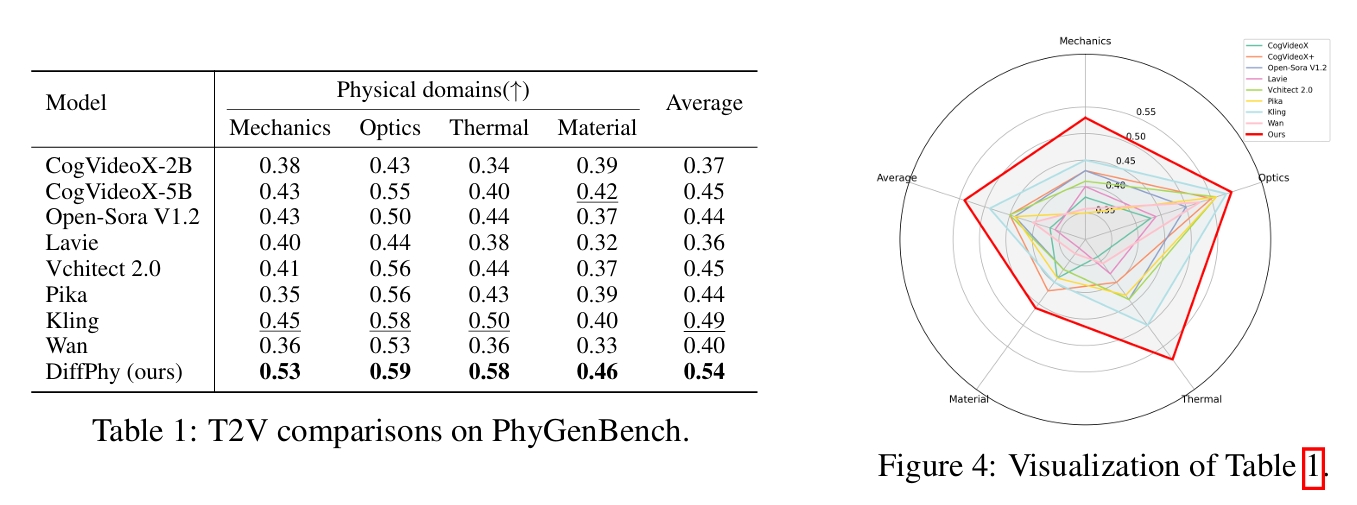 Model Physical domains(↑) Average
Mechanics Optics Thermal Material
CogVideoX-2B 0.38 0.43 0.34 0.39 0.37
CogVideoX-5B 0.43 0.55 0.40 0.42 0.45
Open-Sora V1.2 0.43 0.50 0.44 0.37 0.44
Lavie 0.40 0.44 0.38 0.32 0.36
Vchitect 2.0 0.41 0.56 0.44 0.37 0.45
Pika 0.35 0.56 0.43 0.39 0.44
Kling 0.45 0.58 0.50 0.40 0.49
Wan 0.36 0.53 0.36 0.33 0.40
DiffPhy (ours) 0.53 0.59 0.58 0.46 0.54
Table 1: T2V comparisons on PhyGenBench.
Mechanics
CogVideoX
CogVideoX+
Open-Sora V1.2
Lavie
Vchitect 2.0
Pika
Kling
Wan
Ours
0.55
0.50
0.45
0.40
0.35
Average
Optics
Material
Thermal
Figure 4: Visualization of Table 1.